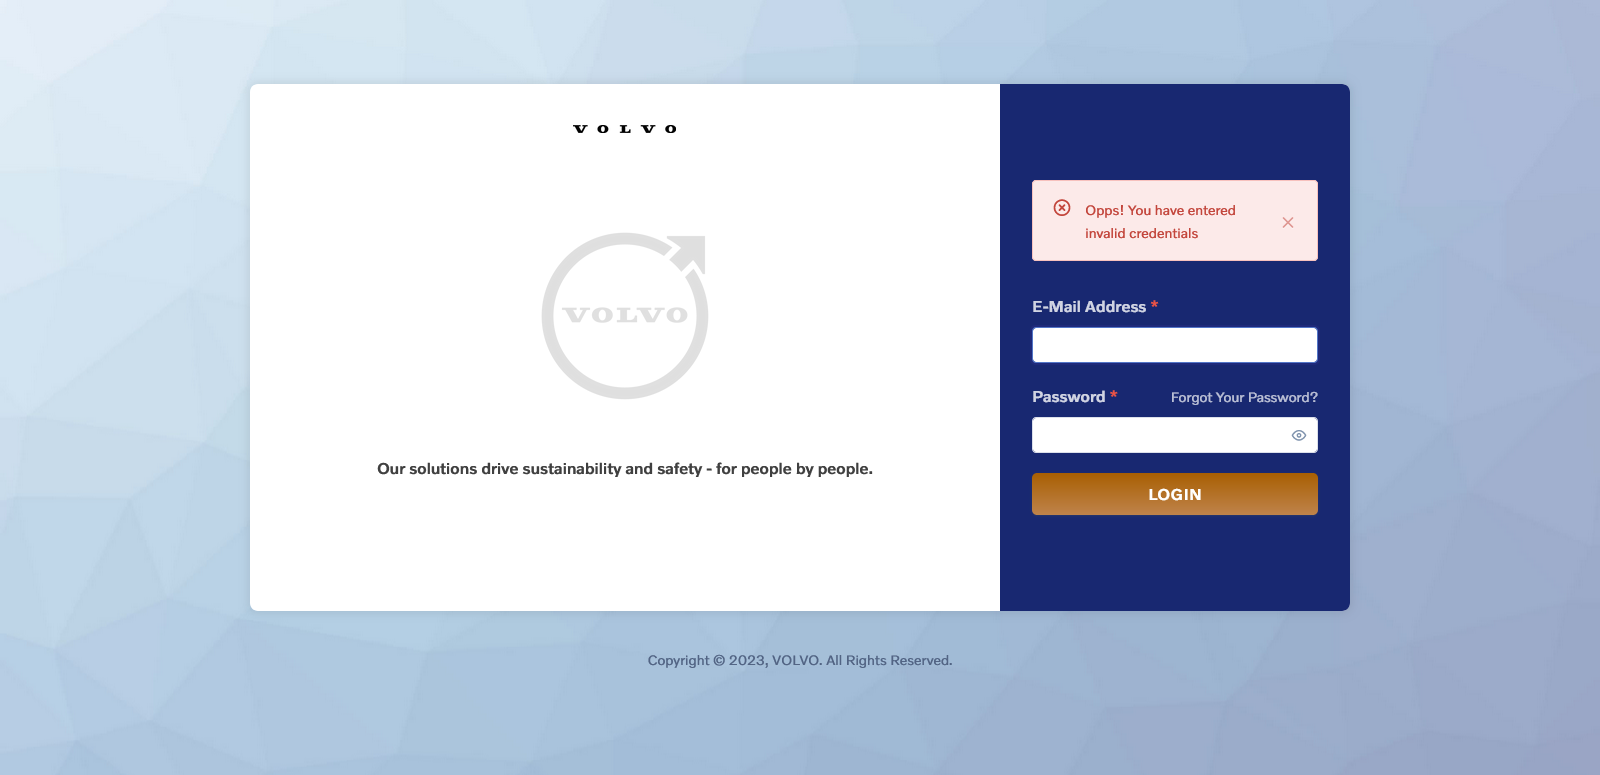 VOLVO
VOLVO
Our solutions drive sustainability and safety - for people by people.
Opps! You have entered
invalid credentials
E-Mail Address *
Password *
Forgot Your Password?
LOGIN
Copyright © 2023, VOLVO. All Rights Reserved.